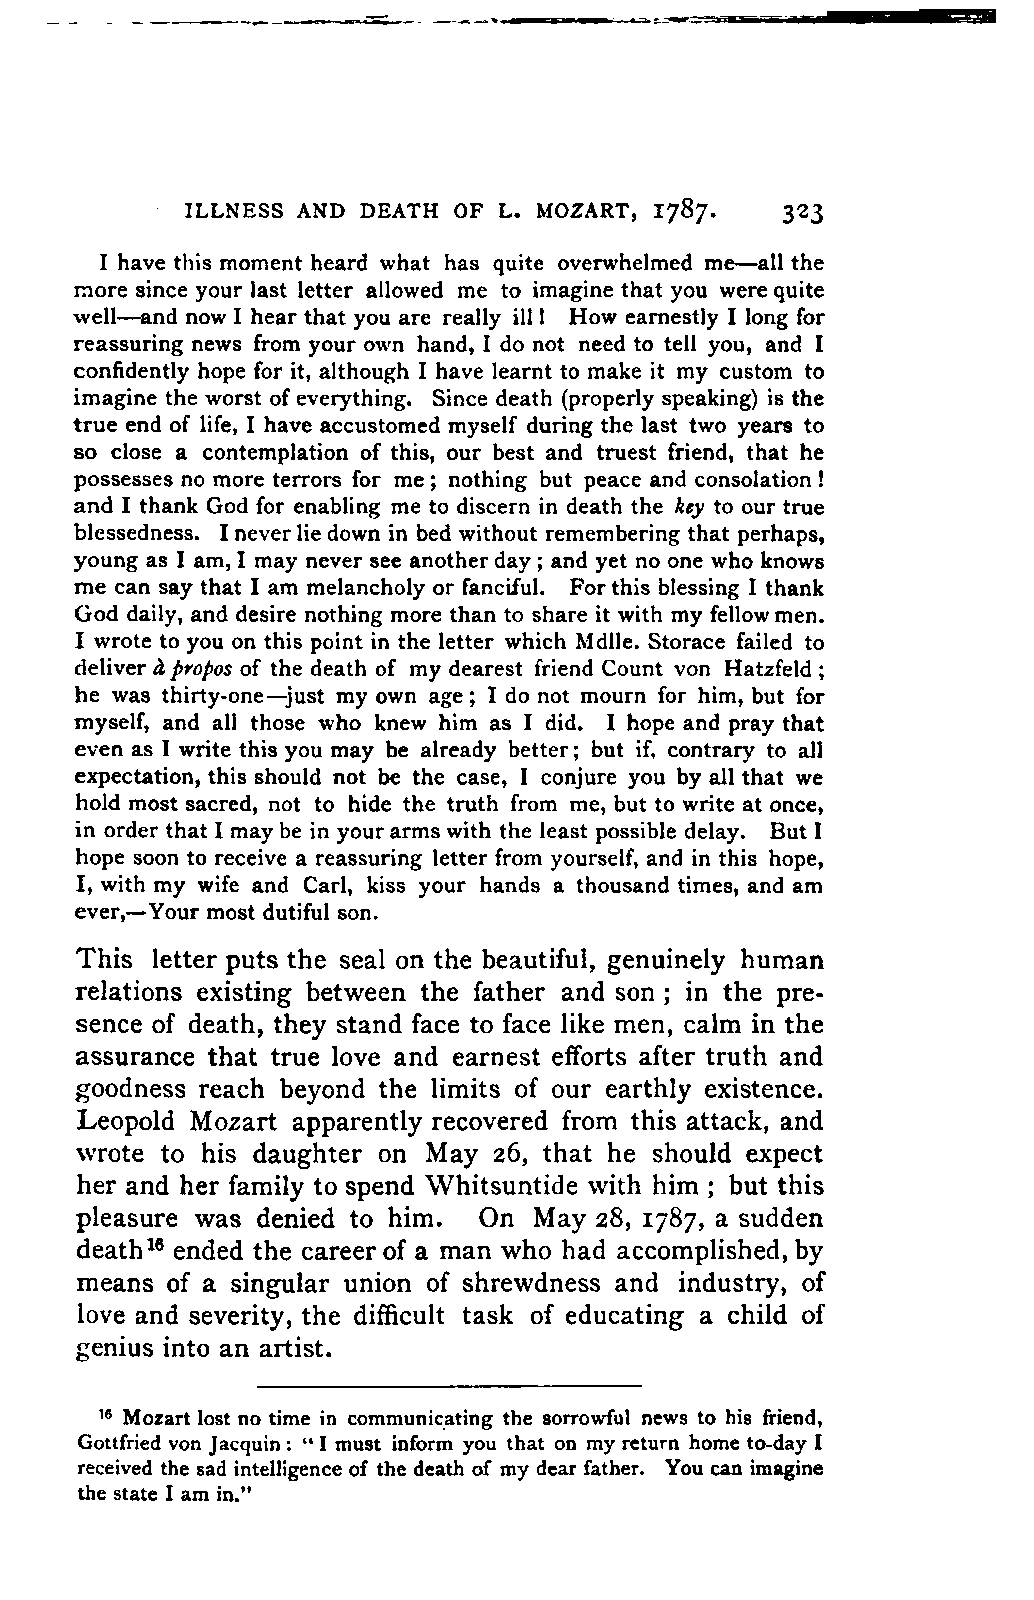 ILLNESS AND DEATH OF L. MOZART, 1787. 323
I have this moment heard what has quite overwhelmed me—all the
more since your last letter allowed me to imagine that you were quite
well—and now I hear that you are really ill! How earnestly I long for
reassuring news from your own hand, I do not need to tell you, and I
confidently hope for it, although I have learnt to make it my custom to
imagine the worst of everything. Since death (properly speaking) is the
true end of life, I have accustomed myself during the last two years to
so close a contemplation of this, our best and truest friend, that he
possesses no more terrors for me; nothing but peace and consolation!
and I thank God for enabling me to discern in death the key to our true
blessedness. I never lie down in bed without remembering that perhaps,
young as I am, I may never see another day; and yet no one who knows
me can say that I am melancholy or fanciful. For this blessing I thank
God daily, and desire nothing more than to share it with my fellow men.
I wrote to you on this point in the letter which Mdlle. Storace failed to
deliver à propos of the death of my dearest friend Count von Hatzfeld;
he was thirty-one—just my own age; I do not mourn for him, but for
myself, and all those who knew him as I did. I hope and pray that
even as I write this you may be already better; but if, contrary to all
expectation, this should not be the case, I conjure you by all that we
hold most sacred, not to hide the truth from me, but to write at once,
in order that I may be in your arms with the least possible delay. But I
hope soon to receive a reassuring letter from yourself, and in this hope,
I, with my wife and Carl, kiss your hands a thousand times, and am
ever,—Your most dutiful son.
This letter puts the seal on the beautiful, genuinely human
relations existing between the father and son; in the pre-
sence of death, they stand face to face like men, calm in the
assurance that true love and earnest efforts after truth and
goodness reach beyond the limits of our earthly existence.
Leopold Mozart apparently recovered from this attack, and
wrote to his daughter on May 26, that he should expect
her and her family to spend Whitsuntide with him; but this
pleasure was denied to him. On May 28, 1787, a sudden
death16 ended the career of a man who had accomplished, by
means of a singular union of shrewdness and industry, of
love and severity, the difficult task of educating a child of
genius into an artist.
16 Mozart lost no time in communicating the sorrowful news to his friend,
Gottfried von Jacquin: "I must inform you that on my return home to-day I
received the sad intelligence of the death of my dear father. You can imagine
the state I am in."